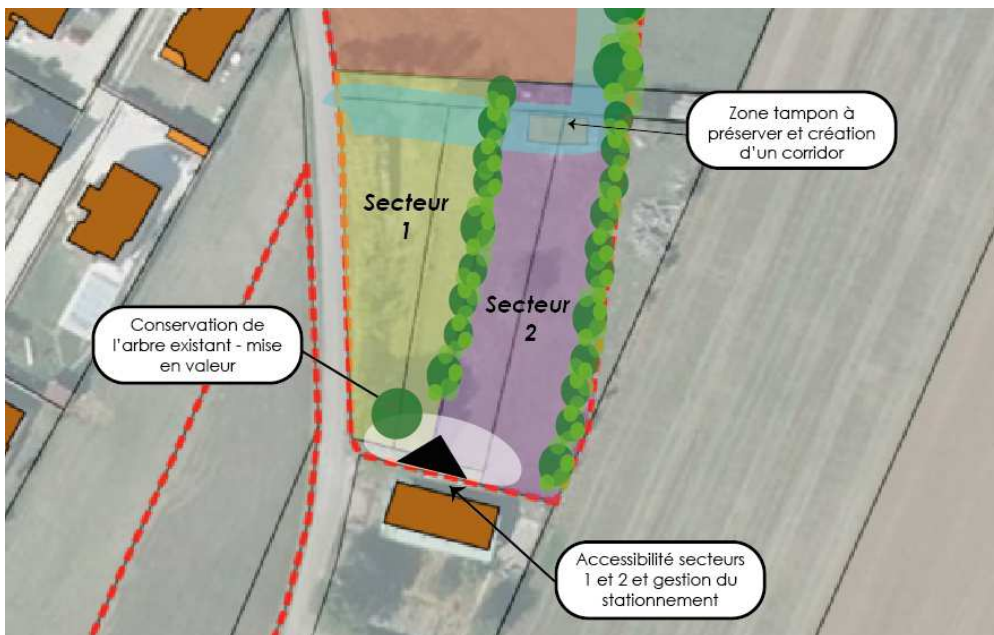 Zone tampon à
préserver et création
d'un corridor
Secteur
1
Secteur
2
Conservation de
l'arbre existant - mise
en valeur
Accessibilité secteurs
1 et 2 et gestion du
stationnement